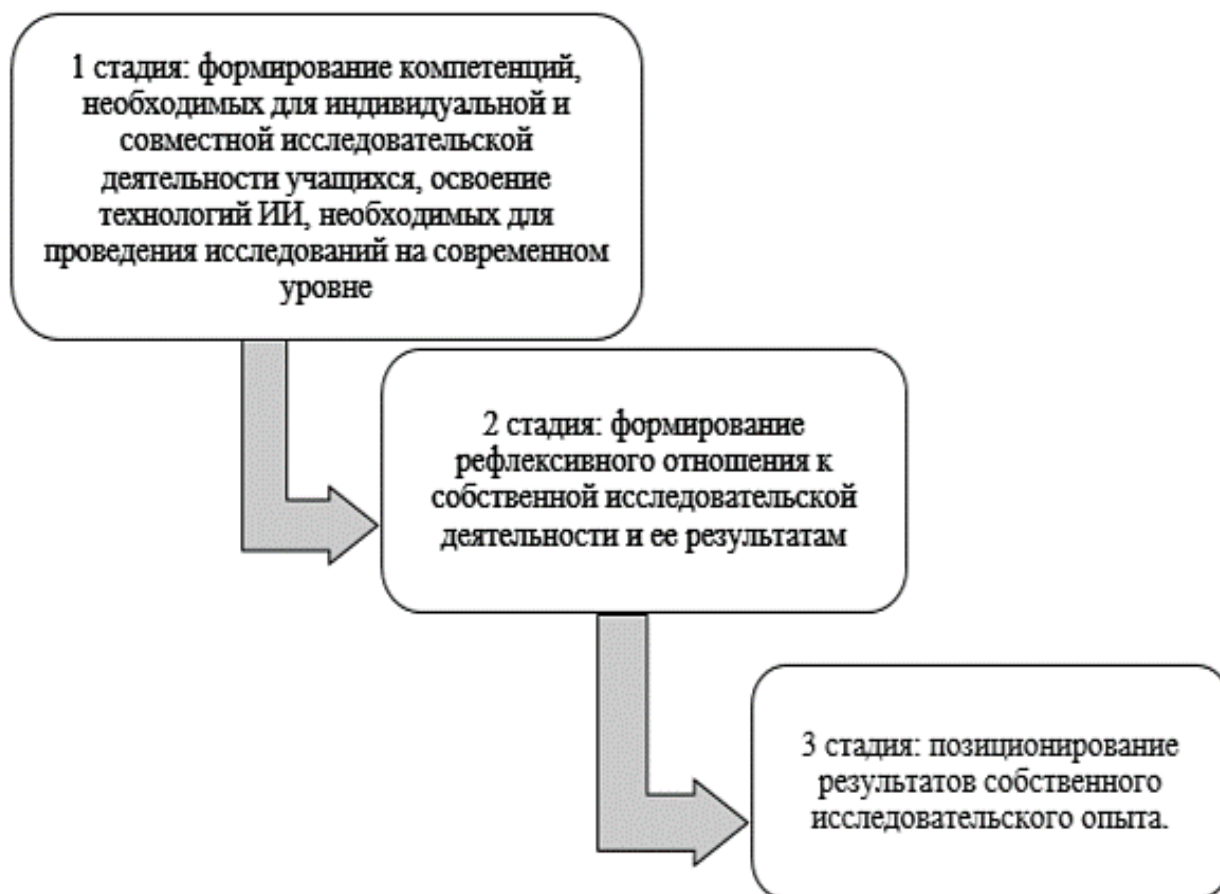 1 стадия: формирование компетенций,
необходимых для индивидуальной и
совместной исследовательской
деятельности учащихся, освоение
технологий ИИ, необходимых для
проведения исследований на современном
уровне
2 стадия: формирование
рефлексивного отношения к
собственной исследовательской
деятельности и ее результатам
3 стадия: позиционирование
результатов собственного
исследовательского опыта.